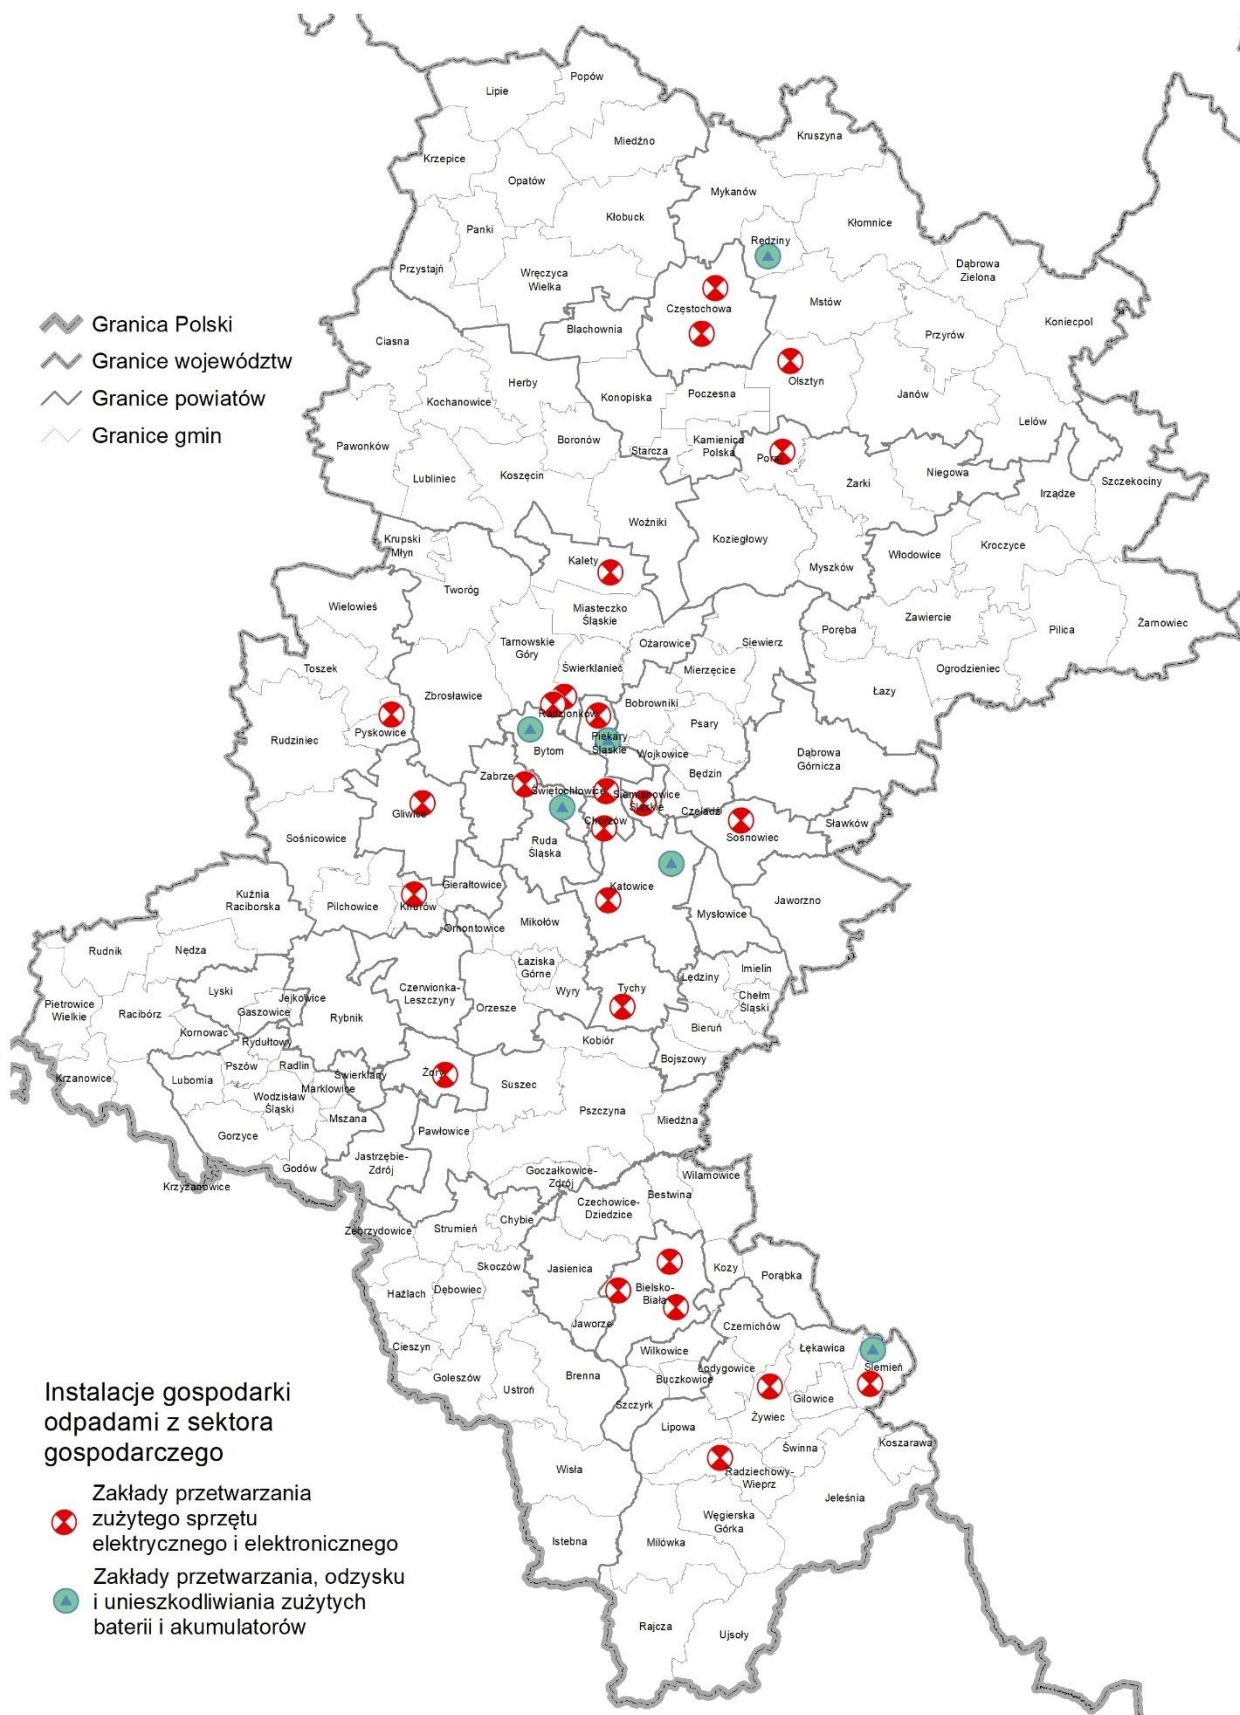 Popów
Lipie
Kruszyna
Miedźno
Krzepice
Opatów
Mykanów
Kłobuck
Kłomnice
Panki
Rędziny
Przystajń
Wręczyca
Wielka
Dąbrowa
Zielona
Mstów
Częstochowa
Koniecpol
Granica Polski
Blachownia
Przyrów
Ciasna
Granice województw
Herby
Olsztyn
Konopiska
Poczesna
Janów
Granice powiatów
Kochanowice
Lelów
Granice gmin
Boronów
Kamienica
Polska
Pawonków
Starcza
Poraj
Niegowa
Lubliniec
Koszęcin
Żarki
Szczekociny
Irządze
Woźniki
Koziegłowy
Krupski
Młyn
Kroczyce
Włodowice
Kalety
Myszków
Tworóg
Wielowieś
Miasteczko
Śląskie
Zawiercie
Żarnowiec
Poręba
Pilica
Tarnowskie
Góry
Ożarowice
Siewierz
Toszek
Świerklaniec
Mierzęcice
Ogrodzieniec
Zbrosławice
Łazy
Bobrowniki
Radzionków
Psary
Pyskowice
Rudziniec
Piekary
Śląskie
Bytom
Wojkowice
Dąbrowa
Górnicza
Zabrze
Będzin
Świętochłowice
Siemianowice
Śląskie
Gliwice
Czeladź
Chorzów
Sławków
Sosnowiec
Sośnicowice
Ruda
Śląska
Gierałtowice
Katowice
Kuźnia
Raciborska
Pilchowice
Knurów
Jaworzno
Mysłowice
Ornontowice
Mikołów
Rudnik
Nędza
Łaziska
Górne
Imielin
Lędziny
Lyski
Czerwionka-
Leszczyny
Tychy
Wyry
Chełm
Śląski
Pietrowice
Wielkie
Jejkowice
Racibórz
Gaszowice
Rybnik
Orzesze
Bieruń
Kornowac
Rydułtowy
Kobiór
Bojszowy
Pszów
Radlin
Krzanowice
Lubomia
Świerklany
Żory
Marklowice
Suszec
Wodzisław
Śląski
Pszczyna
Mszana
Miedźna
Gorzyce
Pawłowice
Jastrzębie-
Zdrój
Godów
Goczałkowice-
Zdrój
Wilamowice
Krzyżanowice
Bestwina
Czechowice-
Dziedzice
Chybie
Zebrzydowice
Strumień
Skoczów
Jasienica
Kozy
Porąbka
Hażlach
Dębowiec
Bielsko-
Biała
Jaworze
Czernichów
Cieszyn
Wilkowice
Łękawica
Ślemień
Goleszów
Brenna
Buczkowice
Łodygowice
Instalacje gospodarki
odpadami z sektora
gospodarczego
Ustroń
Gilowice
Szczyrk
Żywiec
Lipowa
Koszarawa
Świnna
Wisła
Radziechowy-
Wieprz
Zakłady przetwarzania
zużytego sprzętu
elektrycznego i elektronicznego
Jeleśnia
Węgierska
Górka
Istebna
Milówka
Zakłady przetwarzania, odzysku
i unieszkodliwiania zużytych
baterii i akumulatorów
Rajcza
Ujsoły